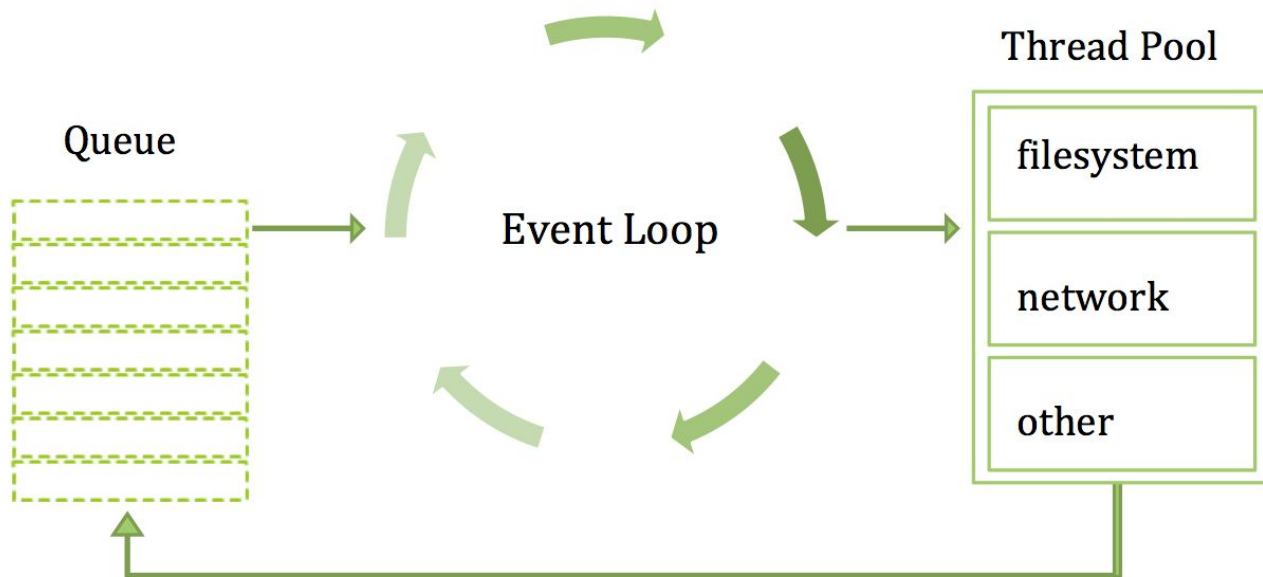 Queue
Event Loop
Thread Pool
filesystem
network
other